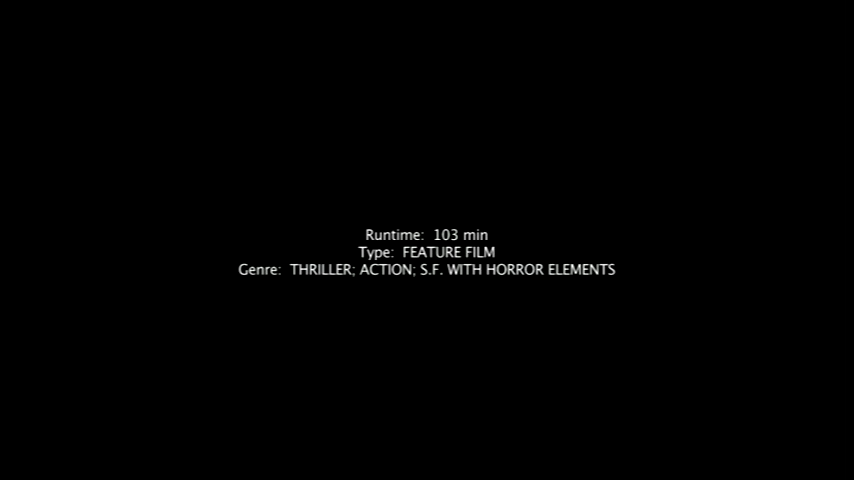 Runtime:  103 min
Type:  FEATURE FILM
Genre:  THRILLER; ACTION; S.F. WITH HORROR ELEMENTS